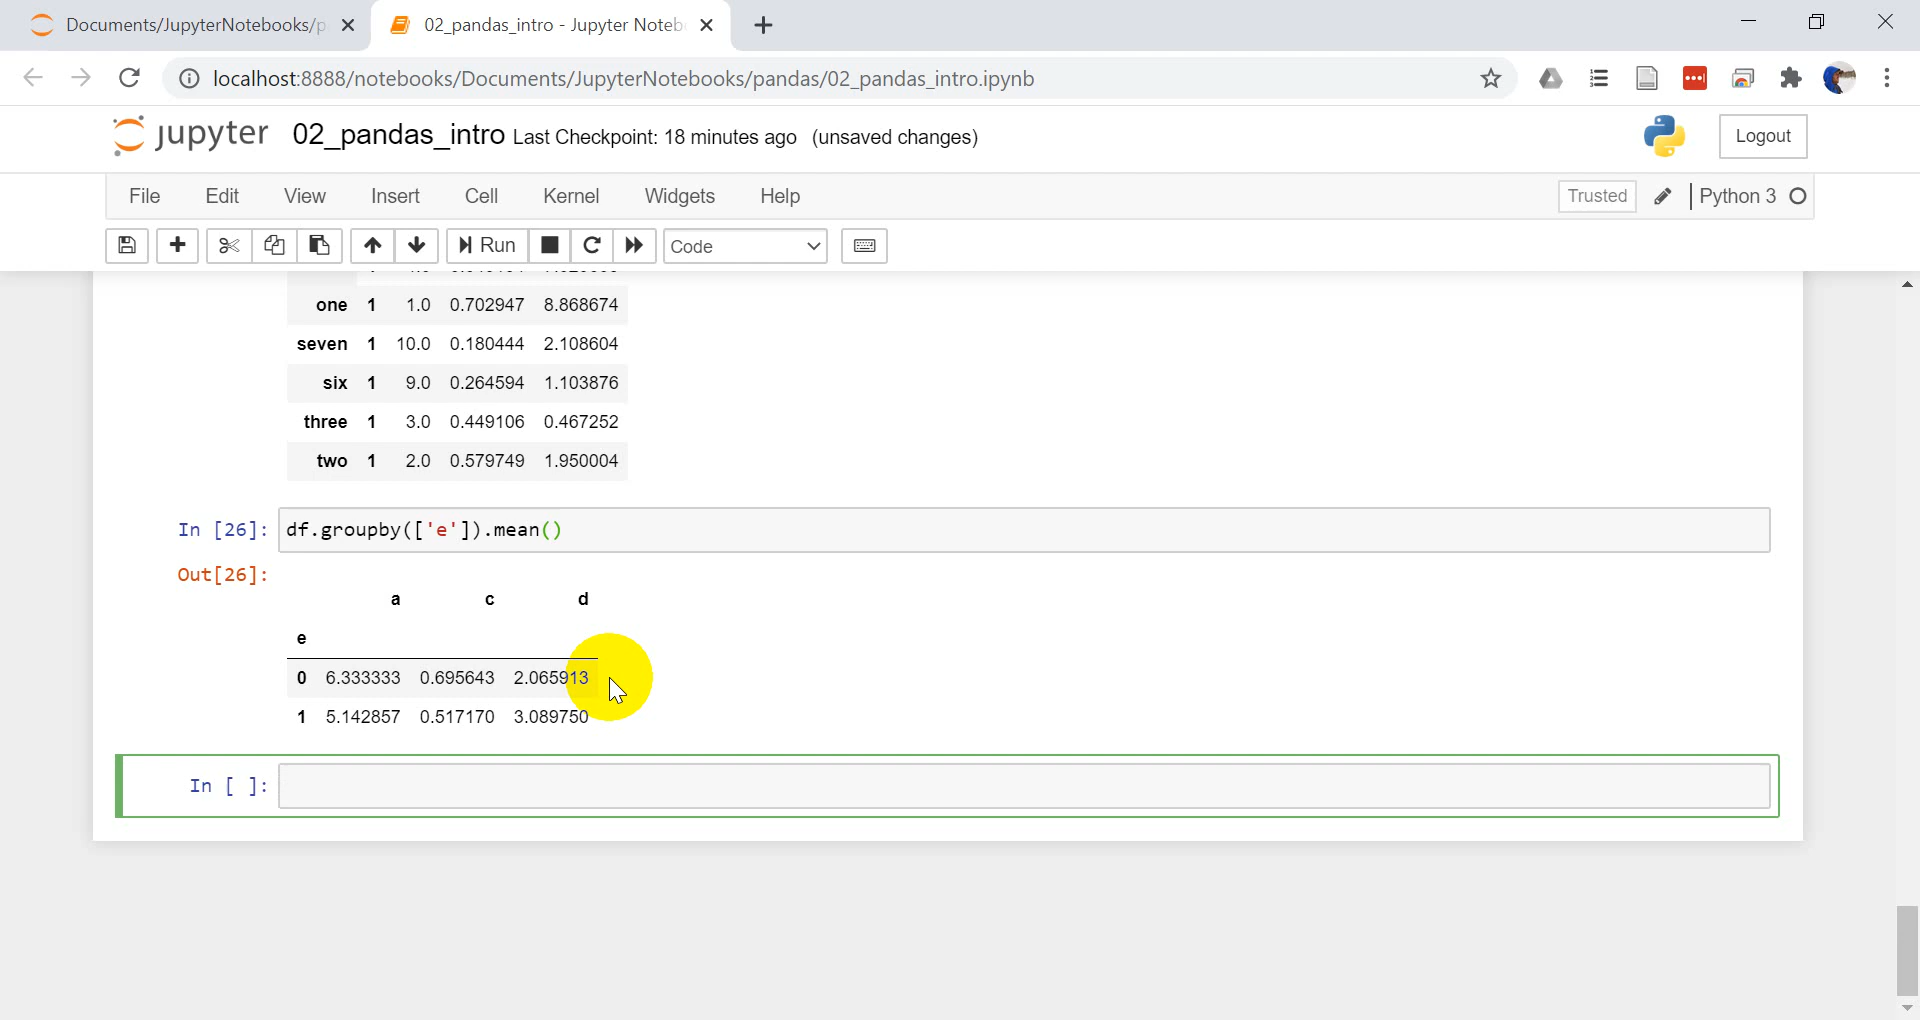 Documents/JupyterNotebooks/p
02_pandas_intro - Jupyter Noteb
localhost:8888/notebooks/Documents/JupyterNotebooks/pandas/02_pandas_intro.ipynb
jupyter 02_pandas_intro Last Checkpoint: 18 minutes ago (unsaved changes)
Logout
File Edit View Insert Cell Kernel Widgets Help
Trusted Python 3
Run Code
one 1 1.0 0.702947 8.868674
seven 1 10.0 0.180444 2.108604
six 1 9.0 0.264594 1.103876
three 1 3.0 0.449106 0.467252
two 1 2.0 0.579749 1.950004
In [26]: df.groupby(['e']).mean()
Out[26]:
a c d
e
0 6.333333 0.695643 2.065913
1 5.142857 0.517170 3.089750
In [ ]: